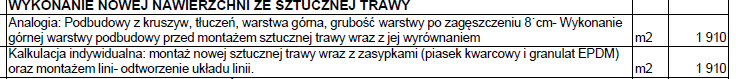 WYKONANIE NOWEJ NAWIERZCHNI ZE SZTUCZNEJ TRAWY
Analogia: Podbudowy z kruszyw, tłuczeń, warstwa górna, grubość warstwy po zagęszczeniu 8˙cm- Wykonanie
górnej warstwy podbudowy przed montażem sztucznej trawy wraz z jej wyrównaniem m2 1 910
Kalkulacja indywidualna: montaż nowej sztucznej trawy wraz z zasypkami (piasek kwarcowy i granulat EPDM)
oraz montażem lini- odtworzenie układu linii. m2 1 910